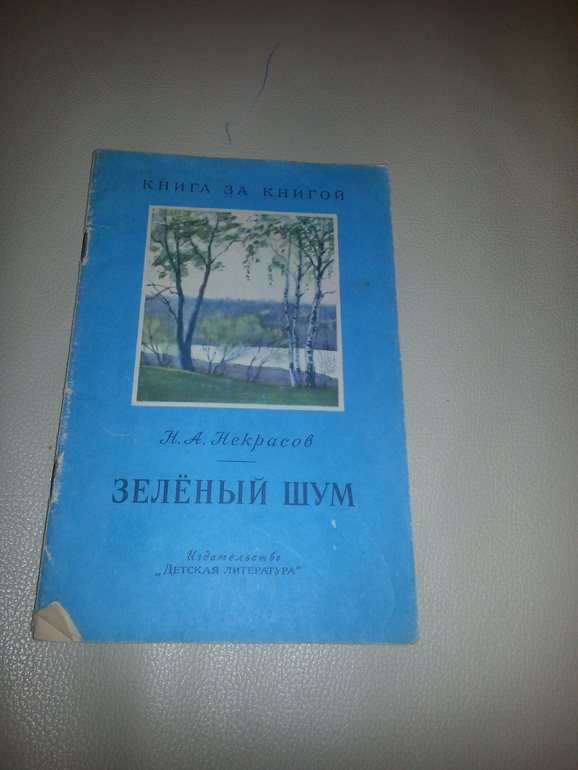 КНИГА ЗА КНИГОЙ
Н. А. Некрасов
ЗЕЛЁНЫЙ ШУМ
Издательство
„ДЕТСКАЯ ЛИТЕРАТУРА"